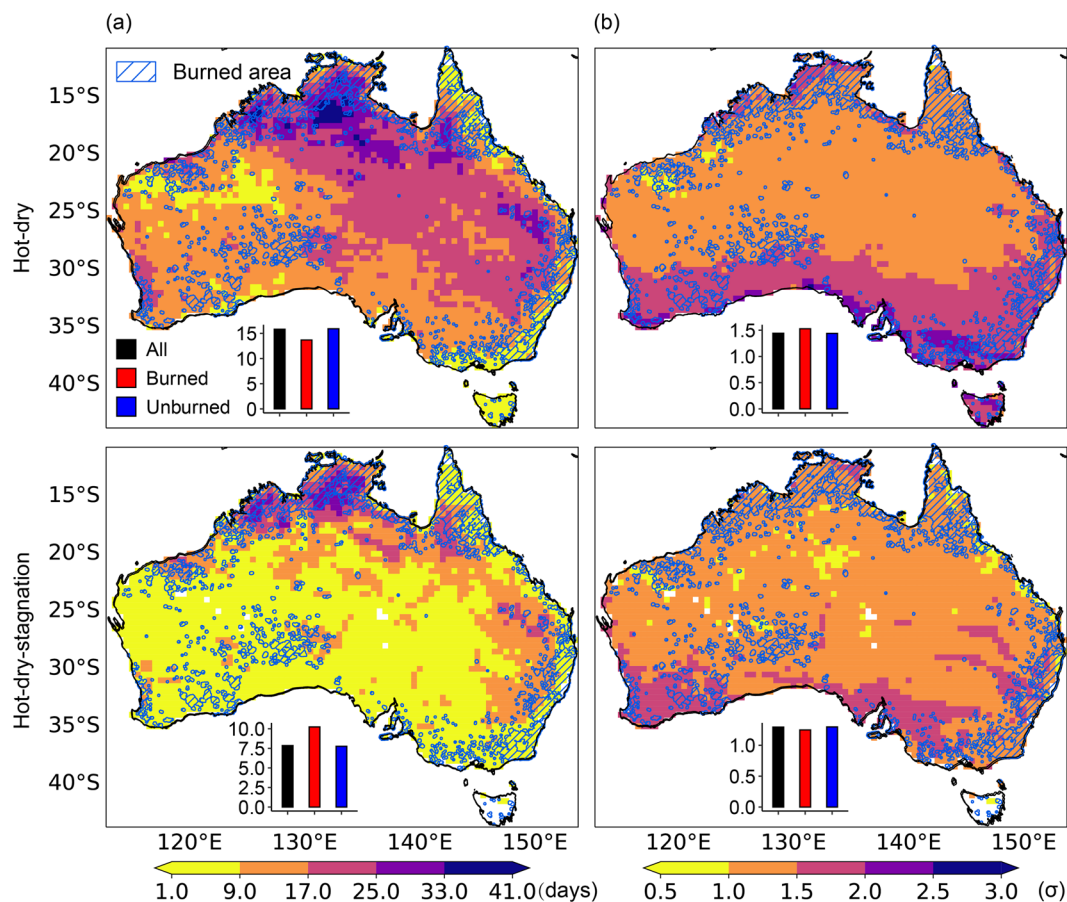 (a) (b)
Burned area
Hot-dry
15°S
20°S
25°S
30°S
35°S
40°S
15
10
5
0
1.5
1.0
0.5
0.0
All
Burned
Unburned
Hot-dry-stagnation
15°S
20°S
25°S
30°S
35°S
40°S
10.0
7.5
5.0
2.5
0.0
1.0
0.5
0.0
120°E 130°E 140°E 150°E 120°E 130°E 140°E 150°E
1.0 9.0 17.0 25.0 33.0 41.0 (days) 0.5 1.0 1.5 2.0 2.5 3.0 (σ)